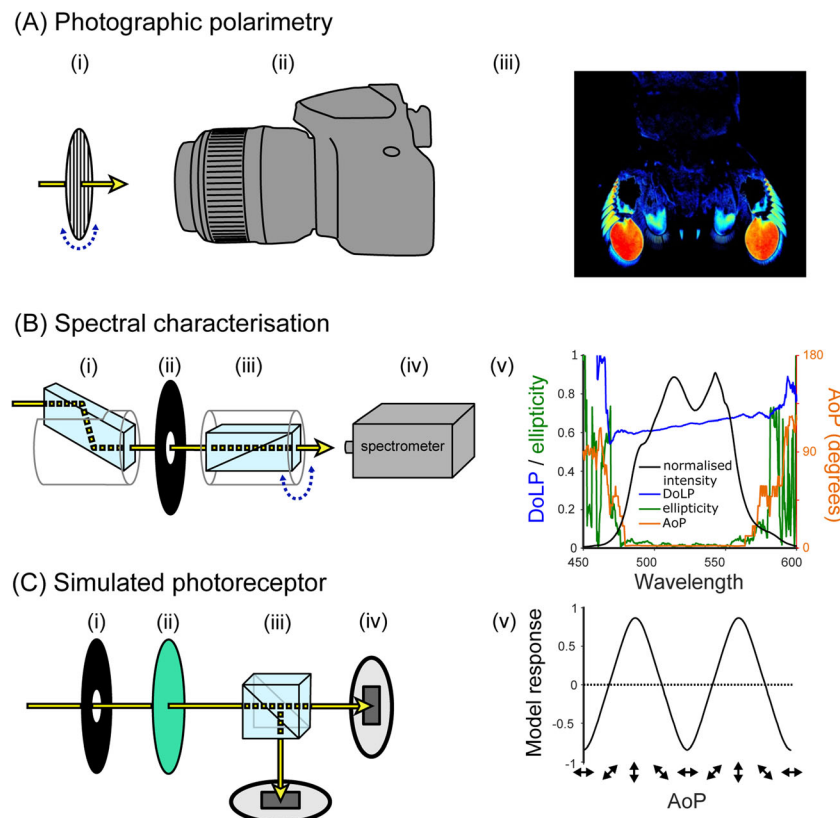 (A) Photographic polarimetry
(i) (ii) (iii)
(B) Spectral characterisation
(i) (ii) (iii) (iv) (v)
spectrometer
DoLP / ellipticity
1
0.8
0.6
0.4
0.2
0
normalised
intensity
DoLP
ellipticity
AoP
180
90
0
AoP (degrees)
450 500 550 600
Wavelength
(C) Simulated photoreceptor
(i) (ii) (iii) (iv) (v)
Model response
1
0.5
0
-0.5
-1
AoP